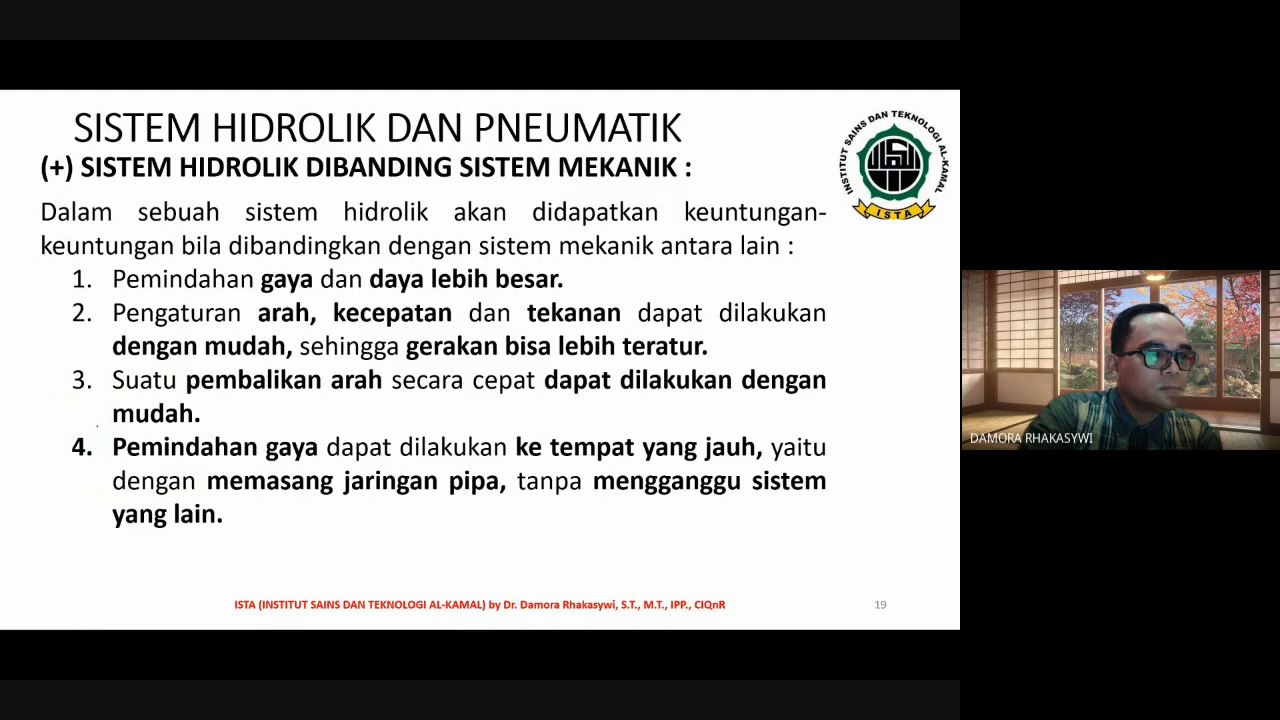 SISTEM HIDROLIK DAN PNEUMATIK
(+) SISTEM HIDROLIK DIBANDING SISTEM MEKANIK :
Dalam sebuah sistem hidrolik akan didapatkan keuntungan-
keuntungan bila dibandingkan dengan sistem mekanik antara lain :
1. Pemindahan gaya dan daya lebih besar.
2. Pengaturan arah, kecepatan dan tekanan dapat dilakukan
dengan mudah, sehingga gerakan bisa lebih teratur.
3. Suatu pembalikan arah secara cepat dapat dilakukan dengan
mudah.
4. Pemindahan gaya dapat dilakukan ke tempat yang jauh, yaitu
dengan memasang jaringan pipa, tanpa mengganggu sistem
yang lain.
ISTA (INSTITUT SAINS DAN TEKNOLOGI AL-KAMAL) by Dr. Damora Rhakasywi, S.T., M.T., IPP., CIQnR
19
INSTITUT SAINS DAN TEKNOLOGI AL-KAMAL
ISTA
DAMORA RHAKASYWI